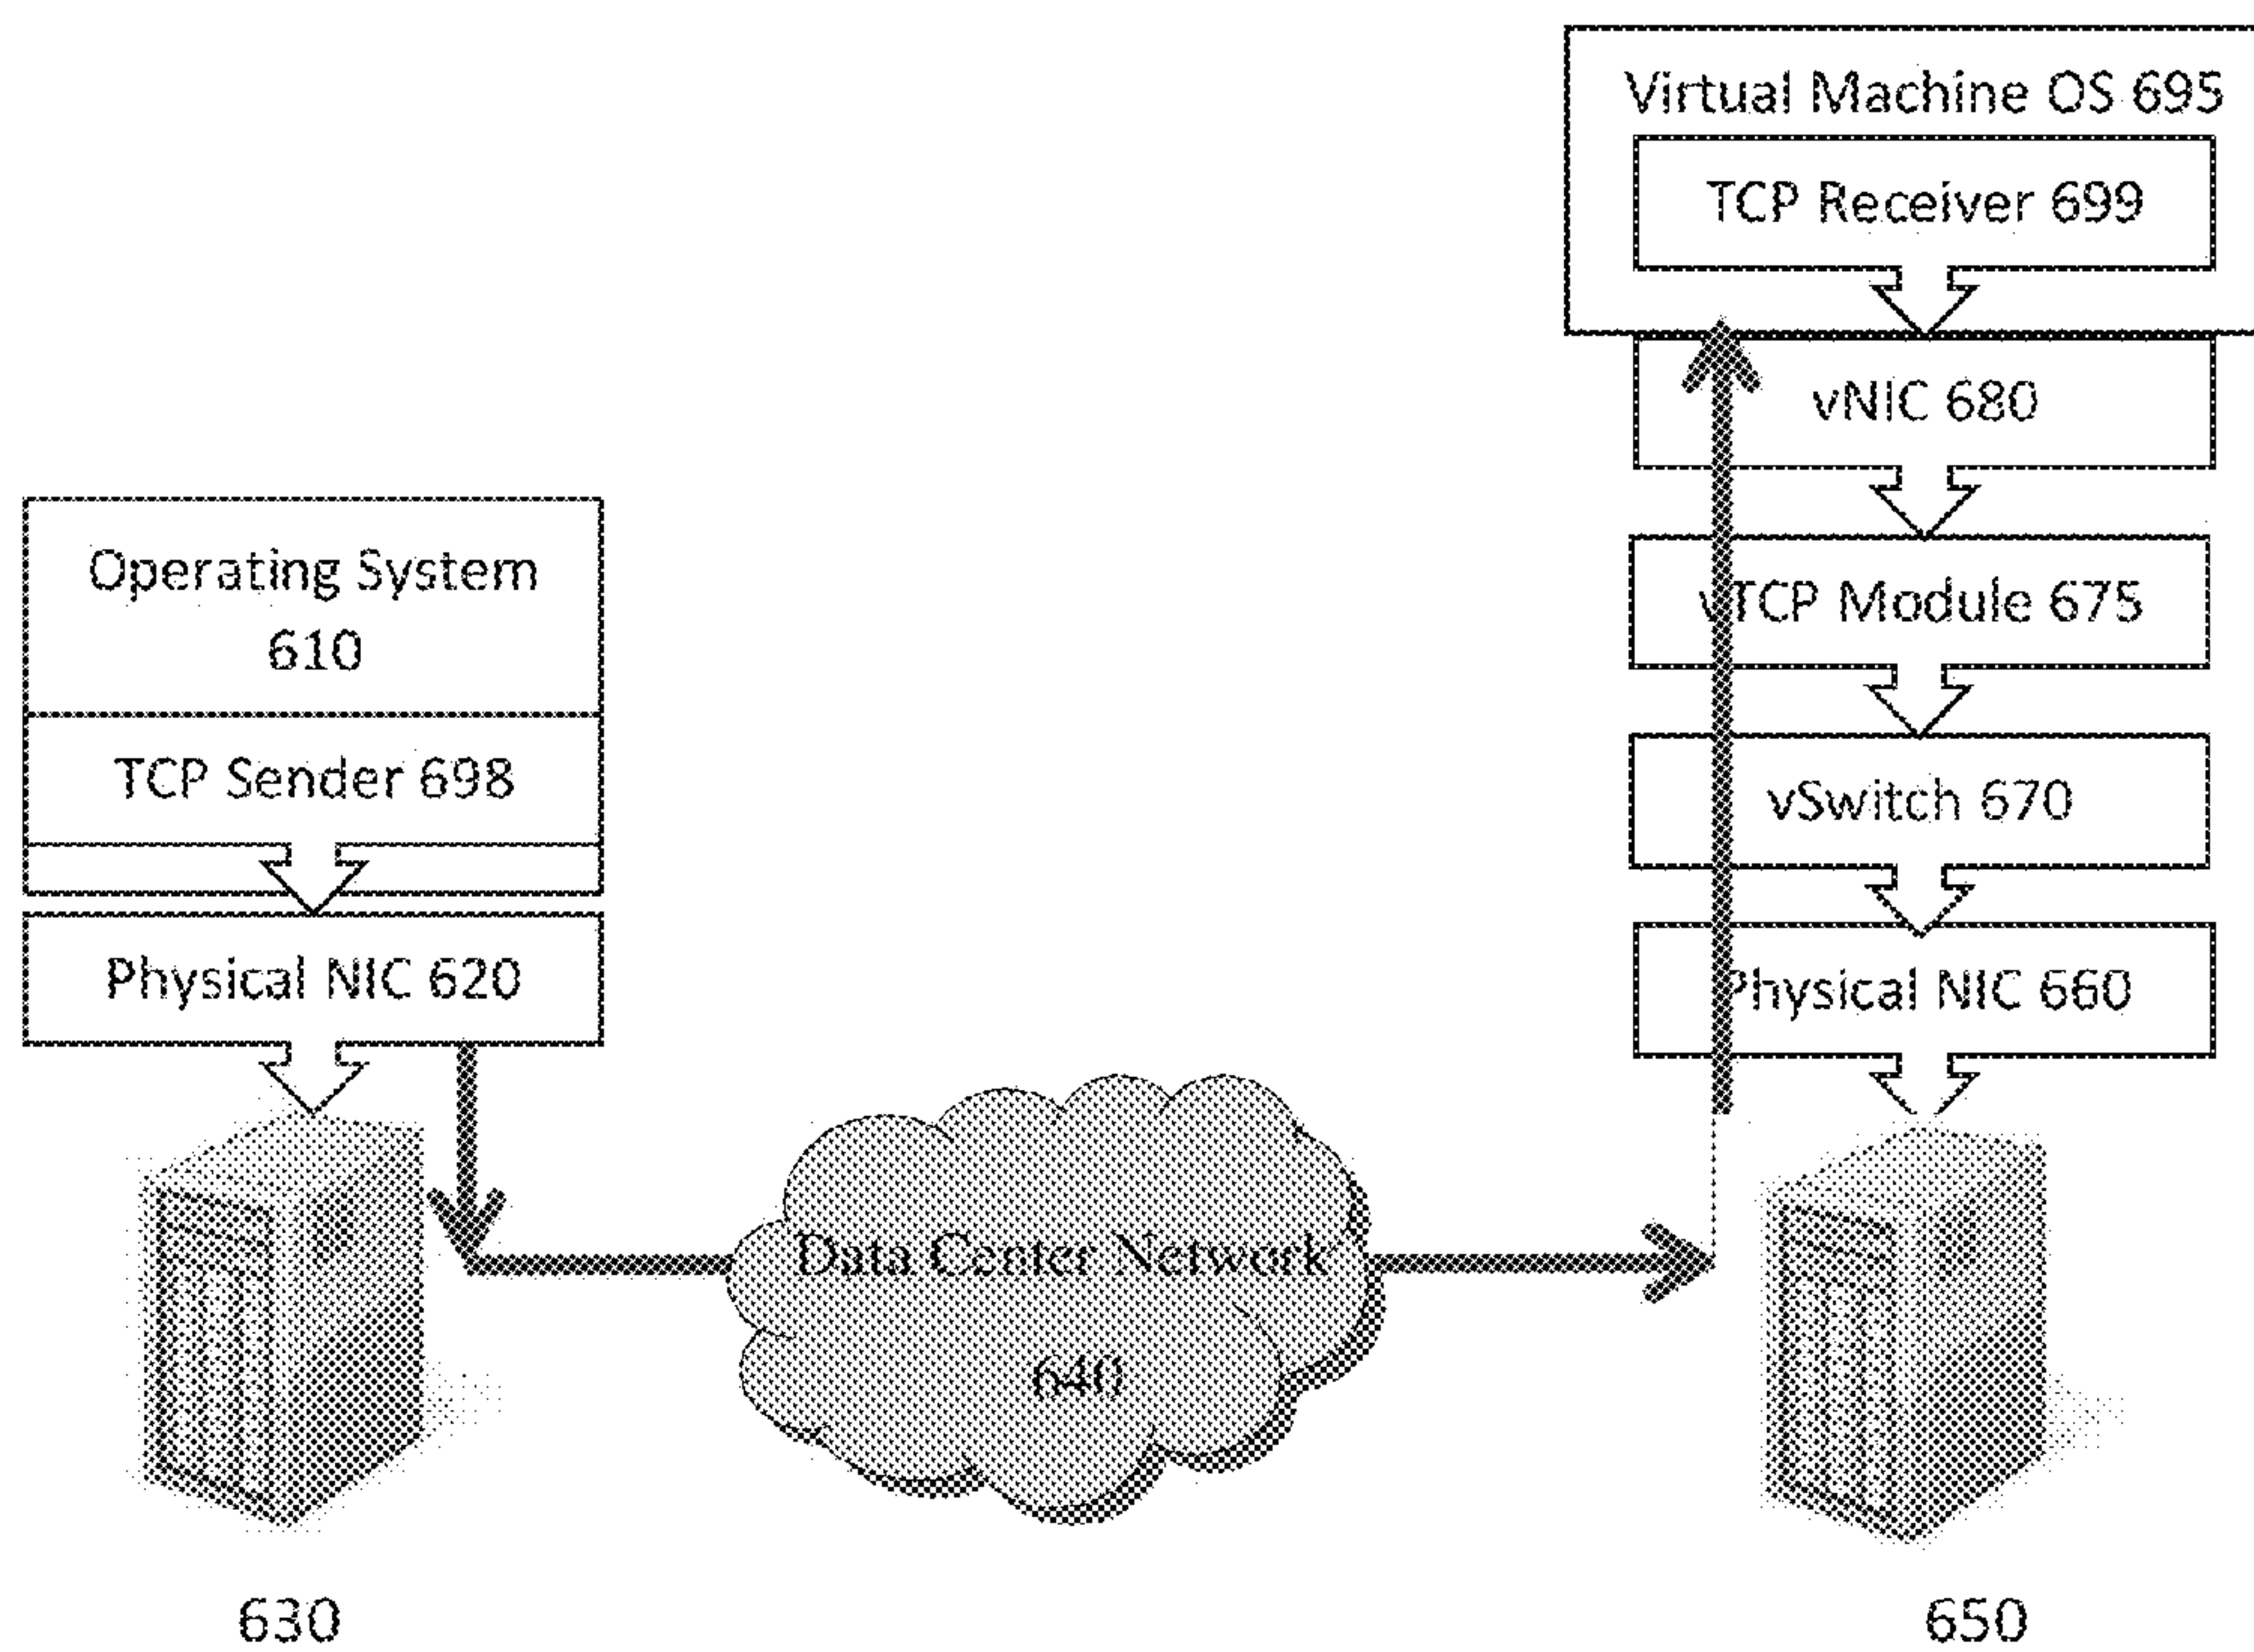 Virtual Machine OS 695
TCP Receiver 699
vNIC 680
vTCP Module 675
vSwitch 670
Physical NIC 660
Operating System
610
TCP Sender 698
Physical NIC 620
Data Center Network
640
630
650